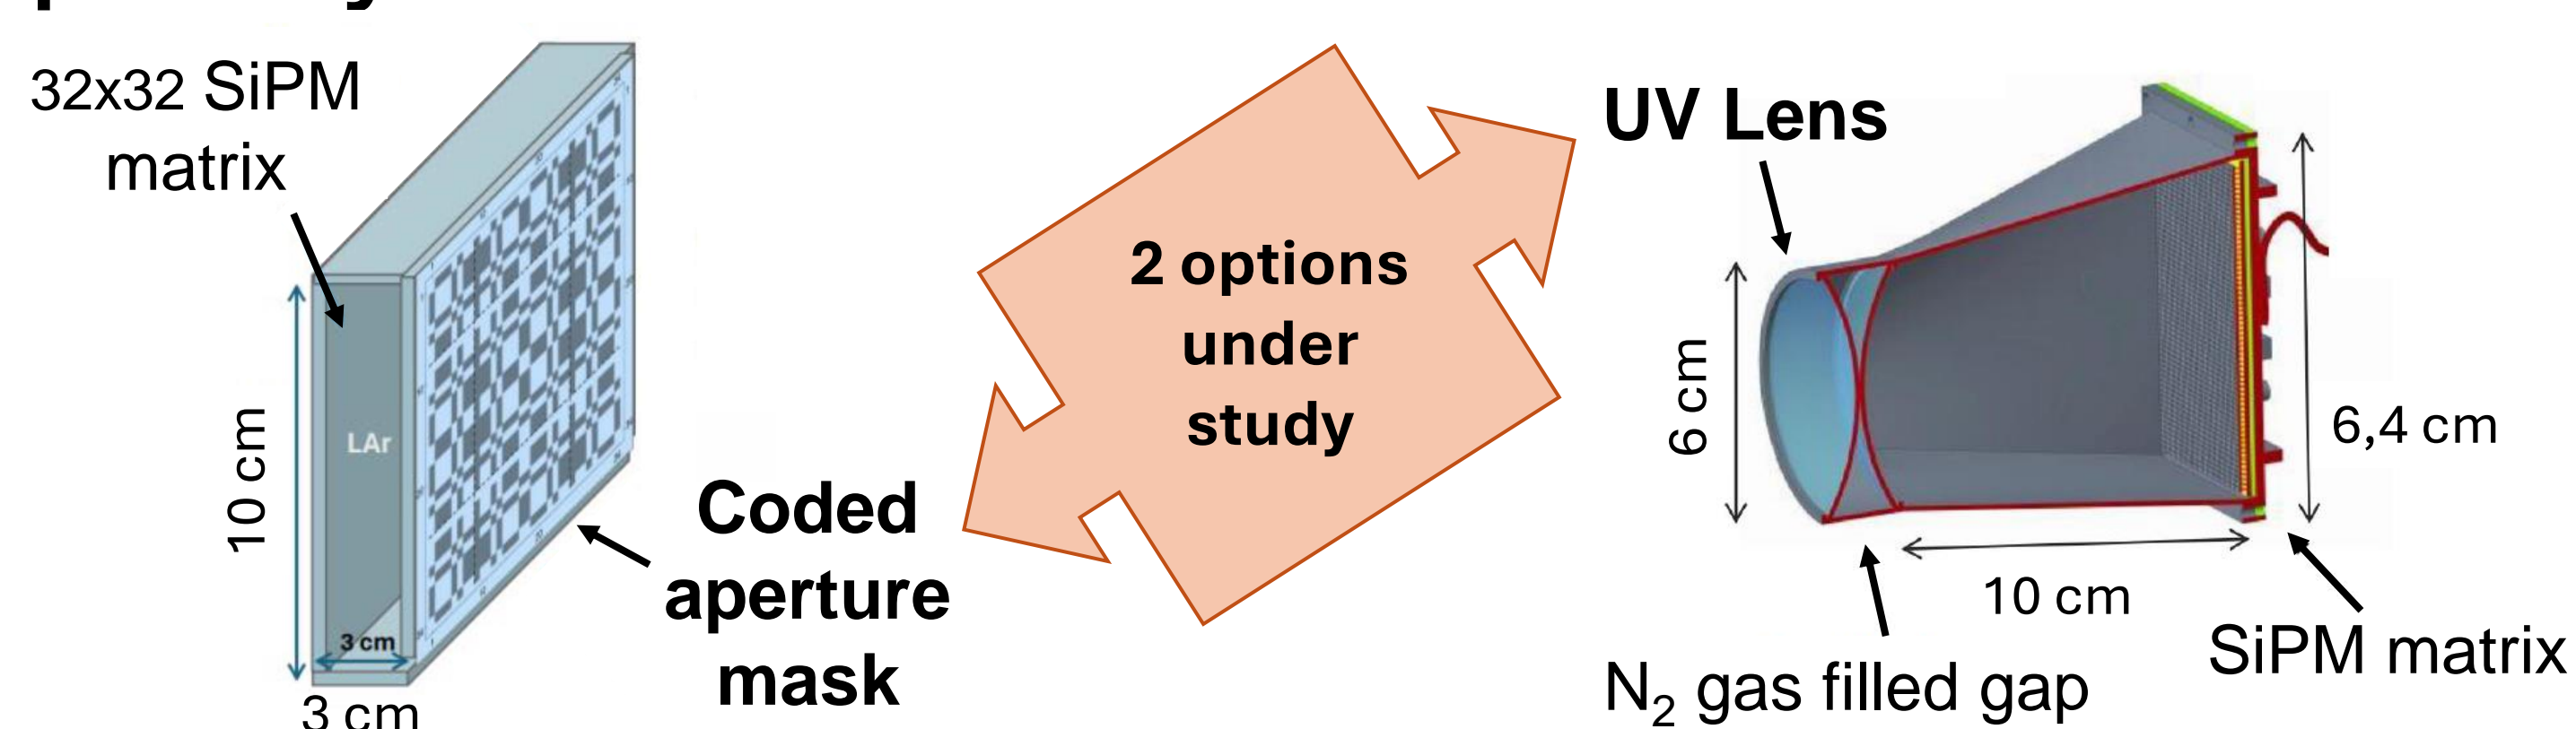 32x32 SiPM
matrix
10 cm
LAr
3 cm
3 cm
Coded
aperture
mask
2 options
under
study
UV Lens
6 cm
6,4 cm
10 cm
N₂ gas filled gap
SiPM matrix